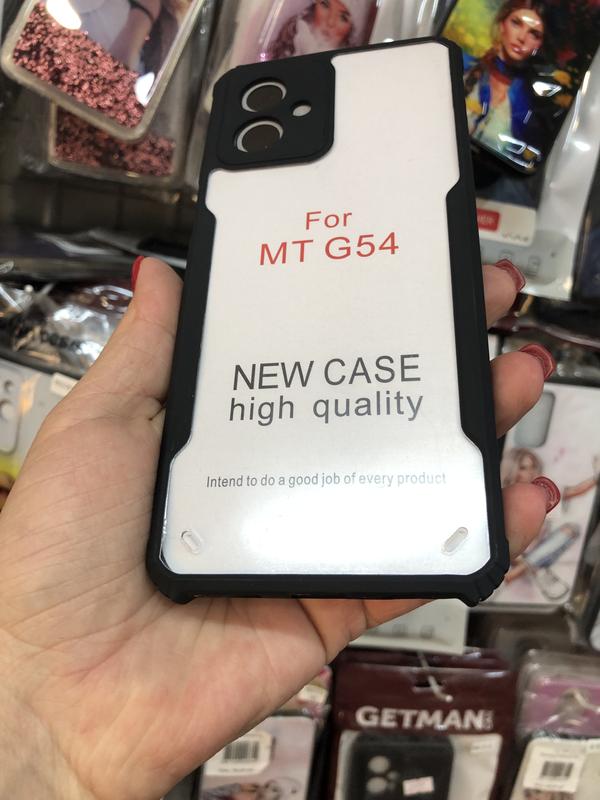 For
MT G54
NEW CASE
high quality
Intend to do a good job of every product
GETMAN